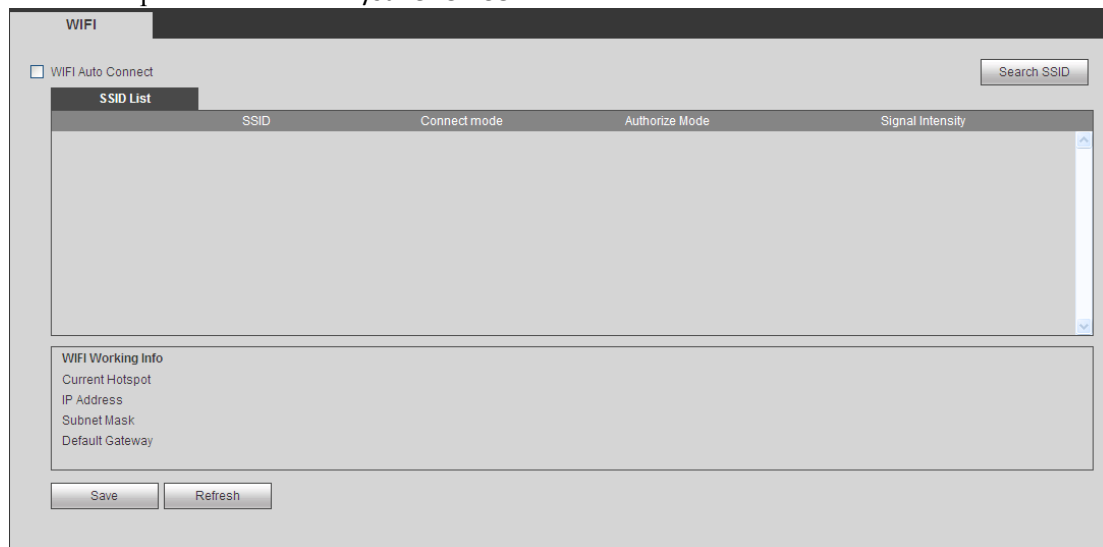 WIFI
WIFI Auto Connect Search SSID
SSID List
SSID Connect mode Authorize Mode Signal Intensity
WIFI Working Info
Current Hotspot
IP Address
Subnet Mask
Default Gateway
Save Refresh